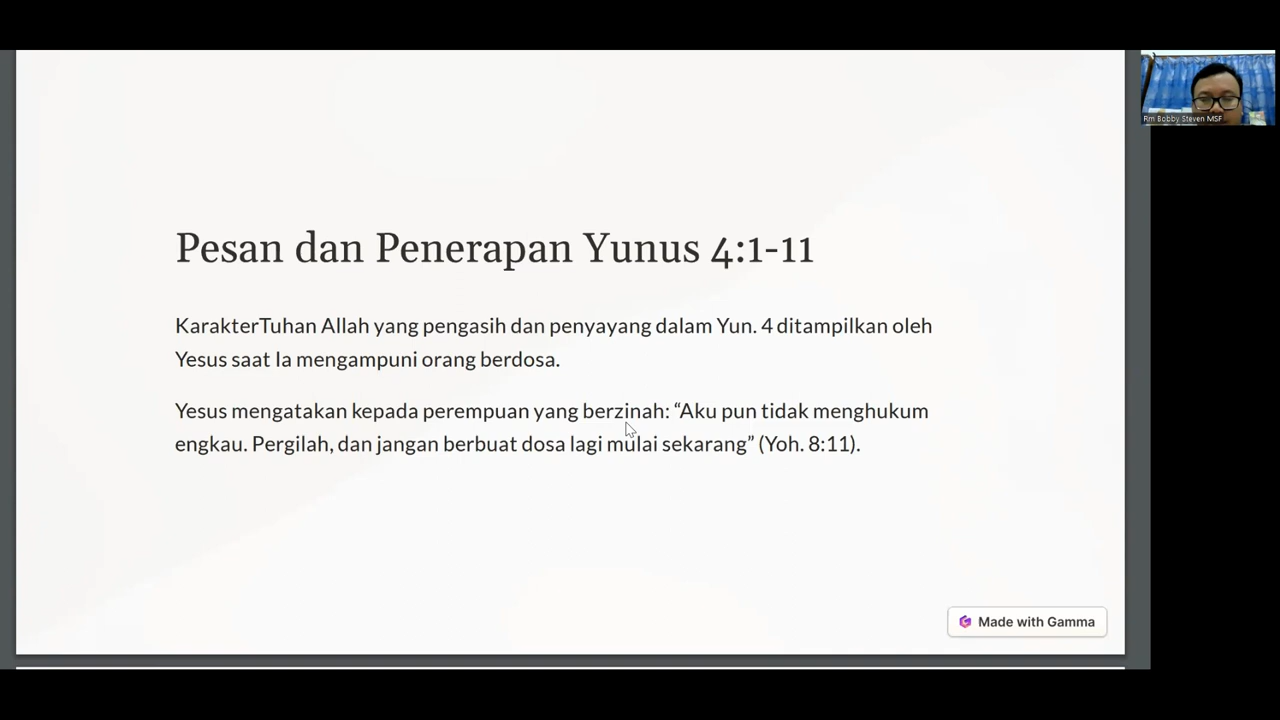 Rm Bobby Steven MSF
Pesan dan Penerapan Yunus 4:1-11
KarakterTuhan Allah yang pengasih dan penyayang dalam Yun. 4 ditampilkan oleh
Yesus saat Ia mengampuni orang berdosa.
Yesus mengatakan kepada perempuan yang berzinah: “Aku pun tidak menghukum
engkau. Pergilah, dan jangan berbuat dosa lagi mulai sekarang” (Yoh. 8:11).
Made with Gamma